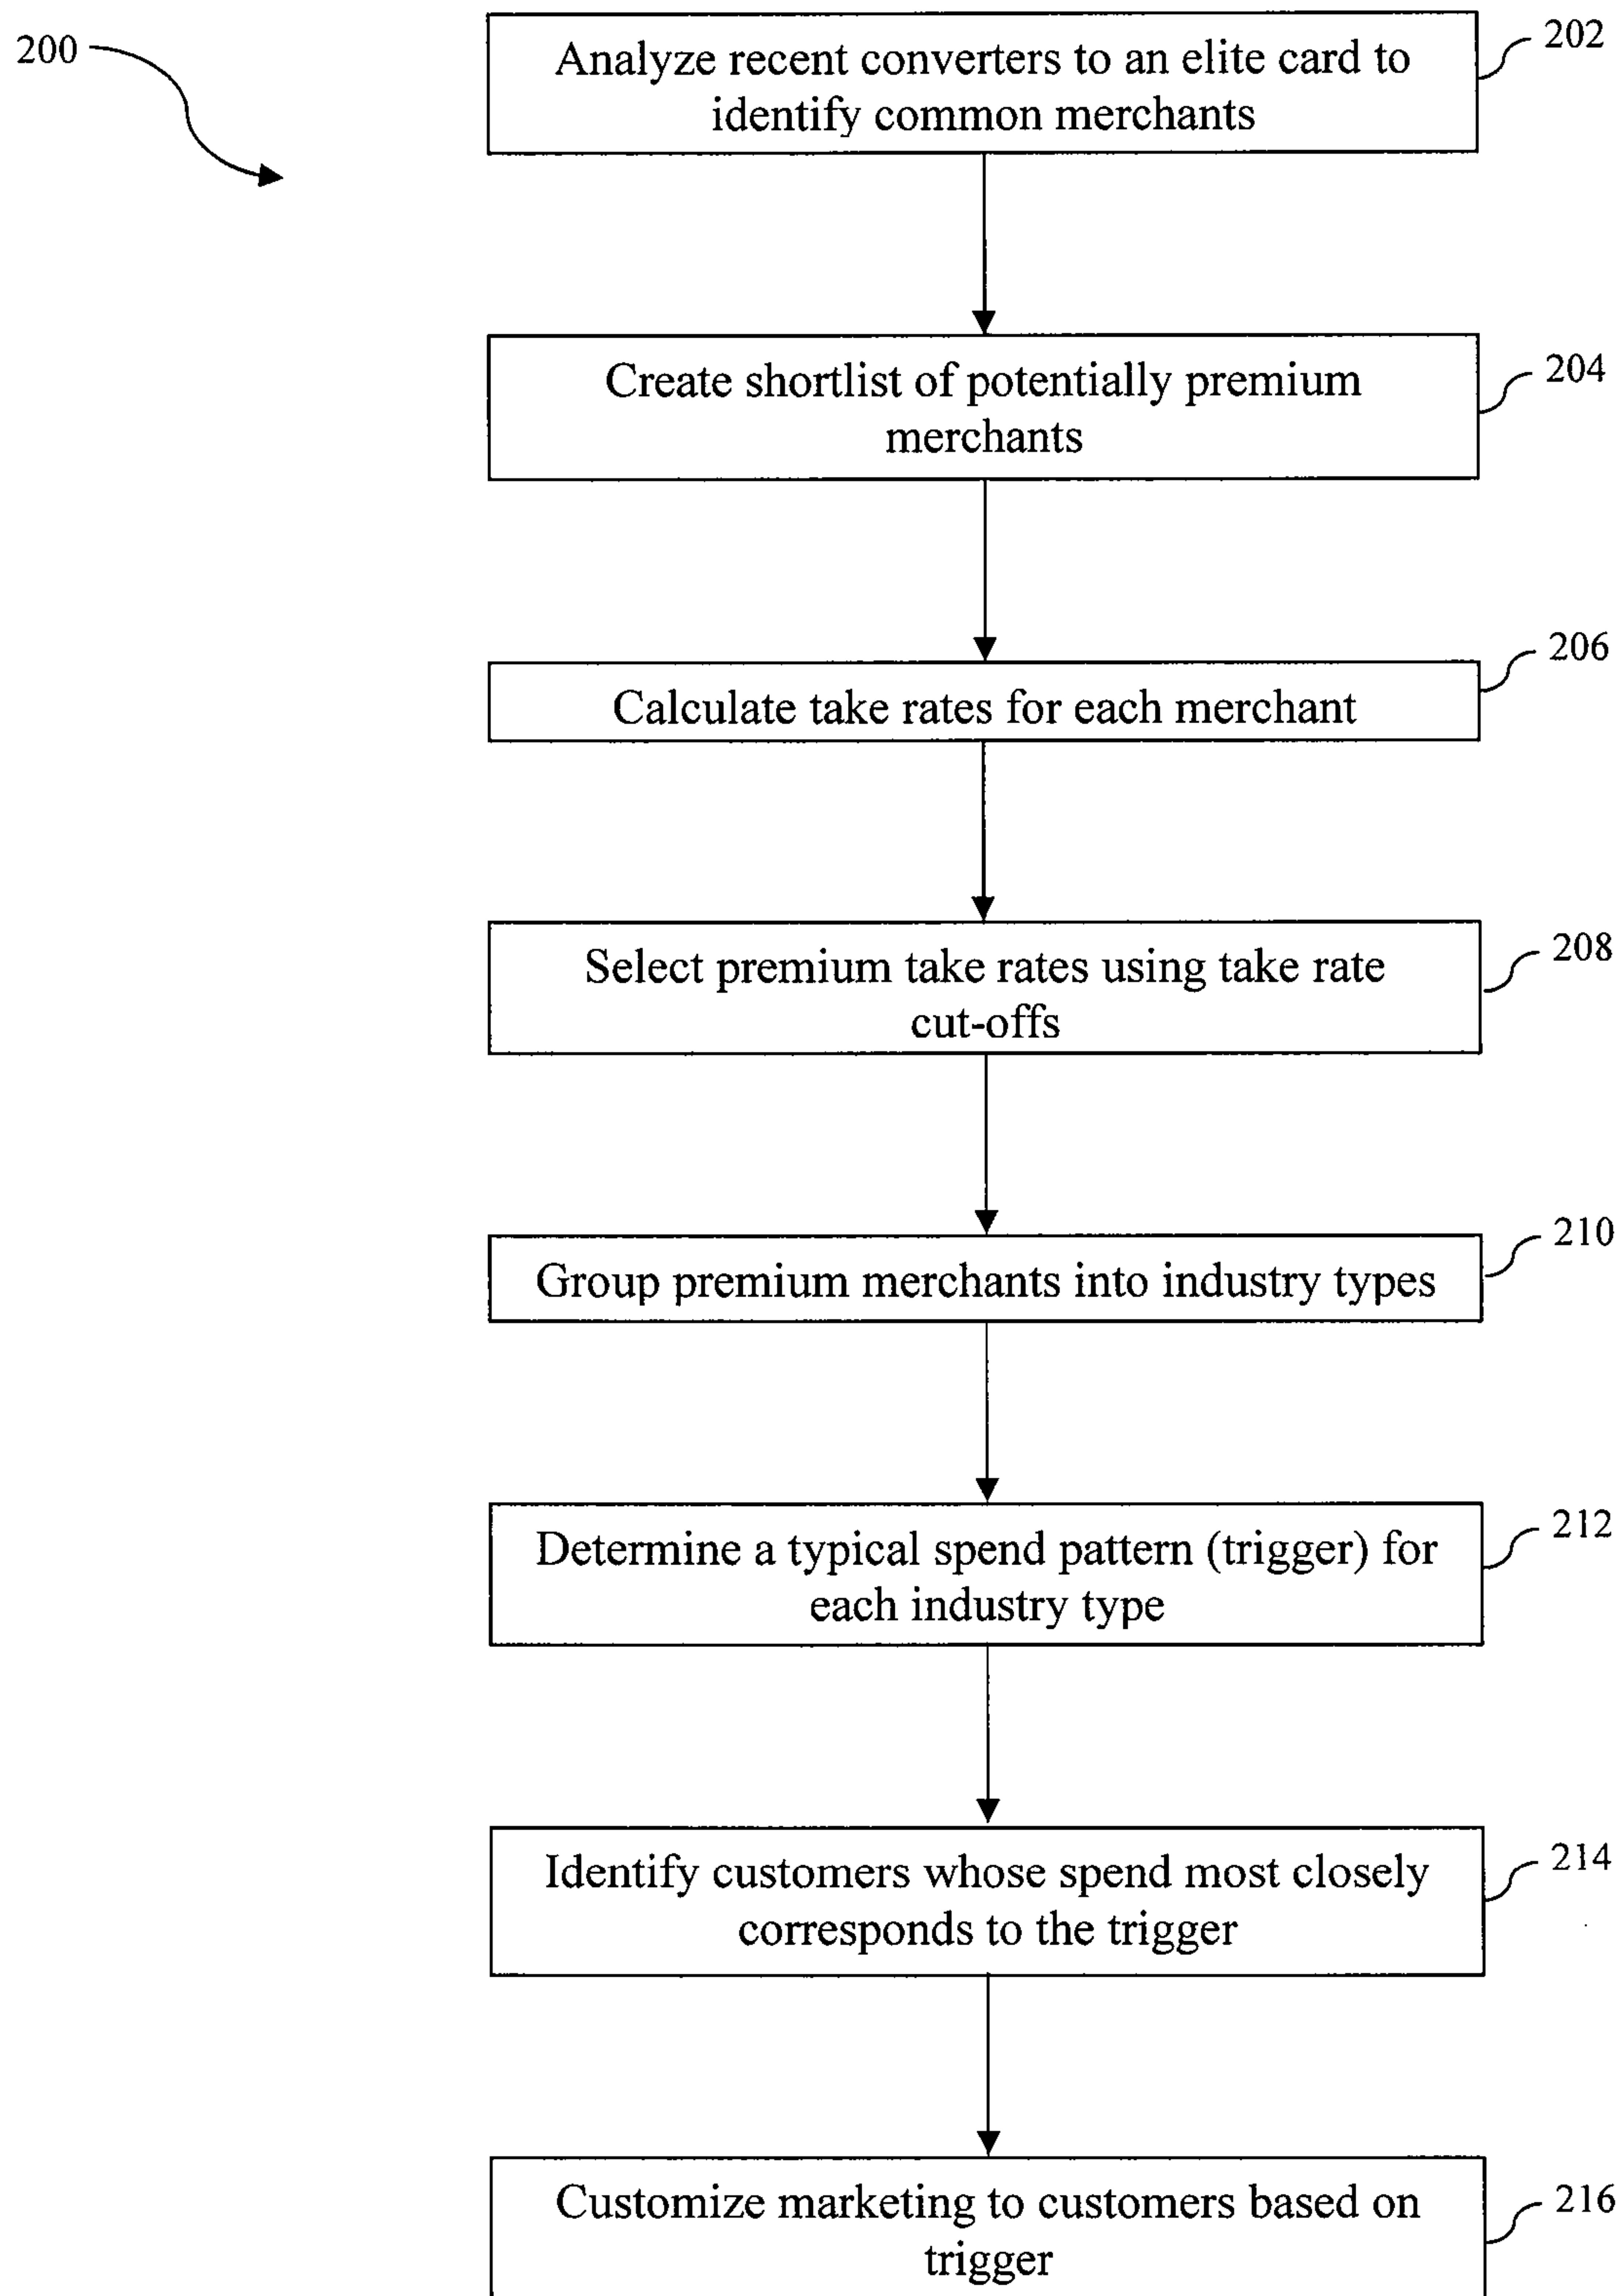 200
Analyze recent converters to an elite card to
identify common merchants
202
Create shortlist of potentially premium
merchants
204
Calculate take rates for each merchant
206
Select premium take rates using take rate
cut-offs
208
Group premium merchants into industry types
210
Determine a typical spend pattern (trigger) for
each industry type
212
Identify customers whose spend most closely
corresponds to the trigger
214
Customize marketing to customers based on
trigger
216